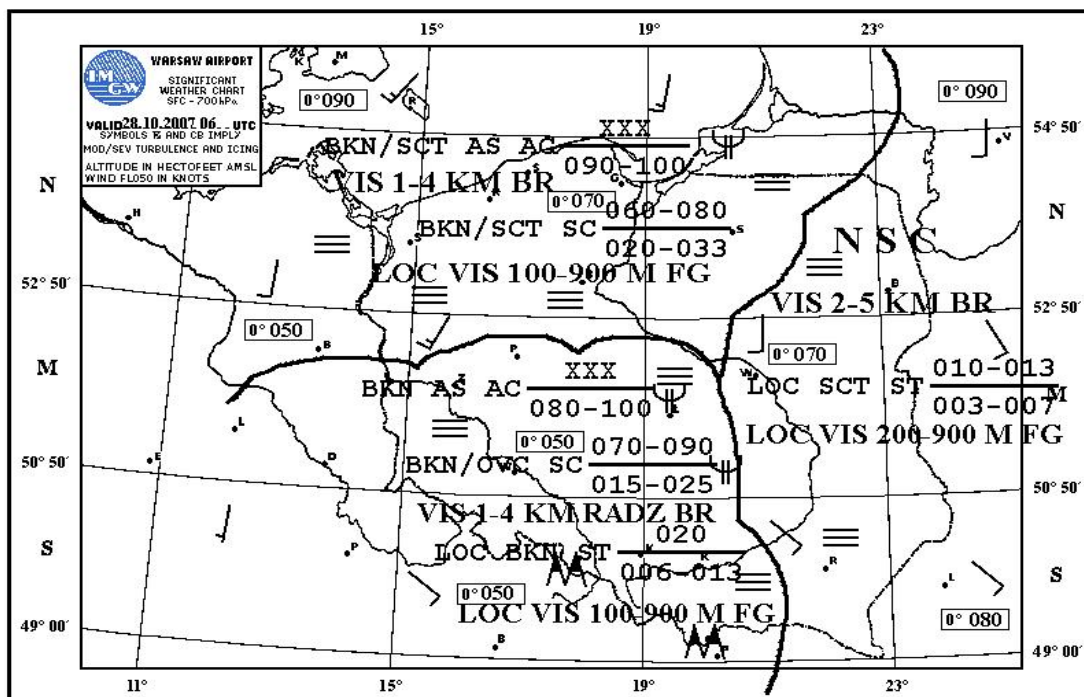 15°
19°
23°
IMGW
WARSAW AIRPORT
SIGNIFICANT
WEATHER CHART
SFC - 700hPa
VALID 28.10.2007 06.. UTC
AND CB IMPLY
MOD/SEV TURBULENCE AND ICING
ALTITUDE IN HECTOFEET AMSL
WIND FL050 IN KNOTS
K
M
R
0° 090
0° 090
V
54° 50´
XXX
BKN/SCT AS AC
090-100
S
VIS 1-4 KM BR
G
K
0° 070
060-080
N
N
H
BKN/SCT SC
S
S
020-033
N S C
LOC VIS 100-900 M FG
B
52° 50´
VIS 2-5 KM BR
52° 50´
0° 050
B
P
0° 070
M
XXX
W
010-013
BKN AS AC
LOC SCT ST
M
080-100
L
003-007
L
0° 050
070-090
LOC VIS 200-900 M FG
E
50° 50´
D
BKN/OVC SC
W
015-025
50° 50´
VIS 1-4 KM RADZ BR
020
S
P
LOC BKN ST
K
R
R
S
006-013
L
0° 050
LOC VIS 100-900 M FG
0° 080
49° 00´
B
P
49° 00´
11°
15°
19°
23°